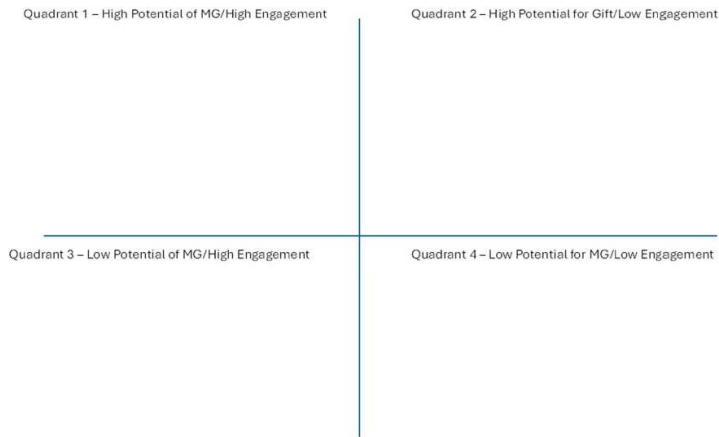 Quadrant 1 – High Potential of MG/High Engagement
Quadrant 2 – High Potential for Gift/Low Engagement
Quadrant 3 – Low Potential of MG/High Engagement
Quadrant 4 – Low Potential for MG/Low Engagement